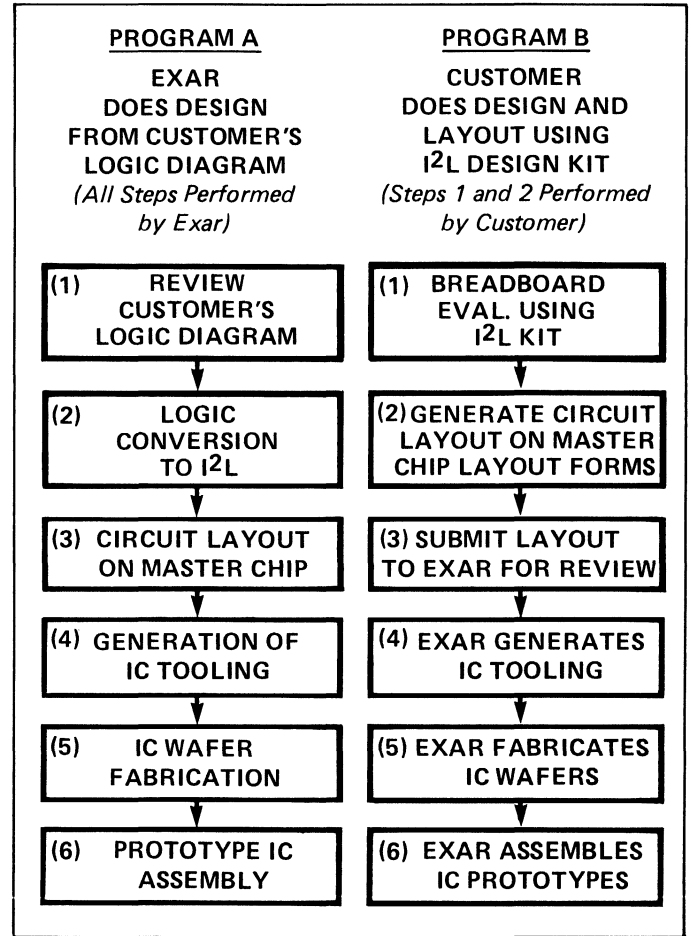 PROGRAM A
EXAR
DOES DESIGN
FROM CUSTOMER'S
LOGIC DIAGRAM
(All Steps Performed
by Exar)
(1) REVIEW
CUSTOMER'S
LOGIC DIAGRAM
(2) LOGIC
CONVERSION
TO I²L
(3) CIRCUIT LAYOUT
ON MASTER CHIP
(4) GENERATION OF
IC TOOLING
(5) IC WAFER
FABRICATION
(6) PROTOTYPE IC
ASSEMBLY
PROGRAM B
CUSTOMER
DOES DESIGN AND
LAYOUT USING
I²L DESIGN KIT
(Steps 1 and 2 Performed
by Customer)
(1) BREADBOARD
EVAL. USING
I²L KIT
(2) GENERATE CIRCUIT
LAYOUT ON MASTER
CHIP LAYOUT FORMS
(3) SUBMIT LAYOUT
TO EXAR FOR REVIEW
(4) EXAR GENERATES
IC TOOLING
(5) EXAR FABRICATES
IC WAFERS
(6) EXAR ASSEMBLES
IC PROTOTYPES